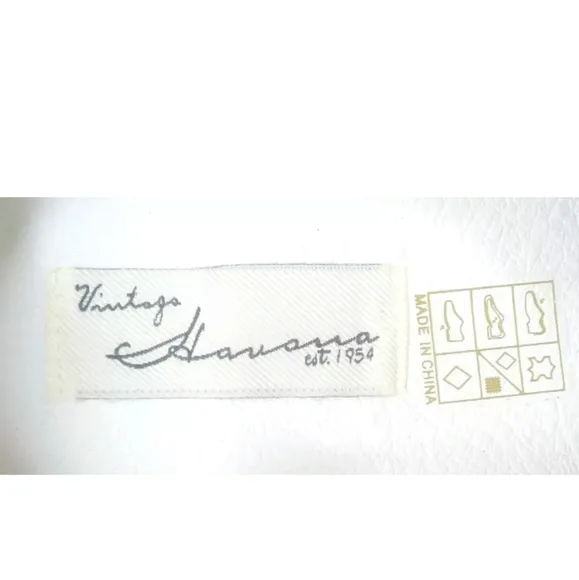 Vintage
Havana
est. 1954
MADE IN CHINA